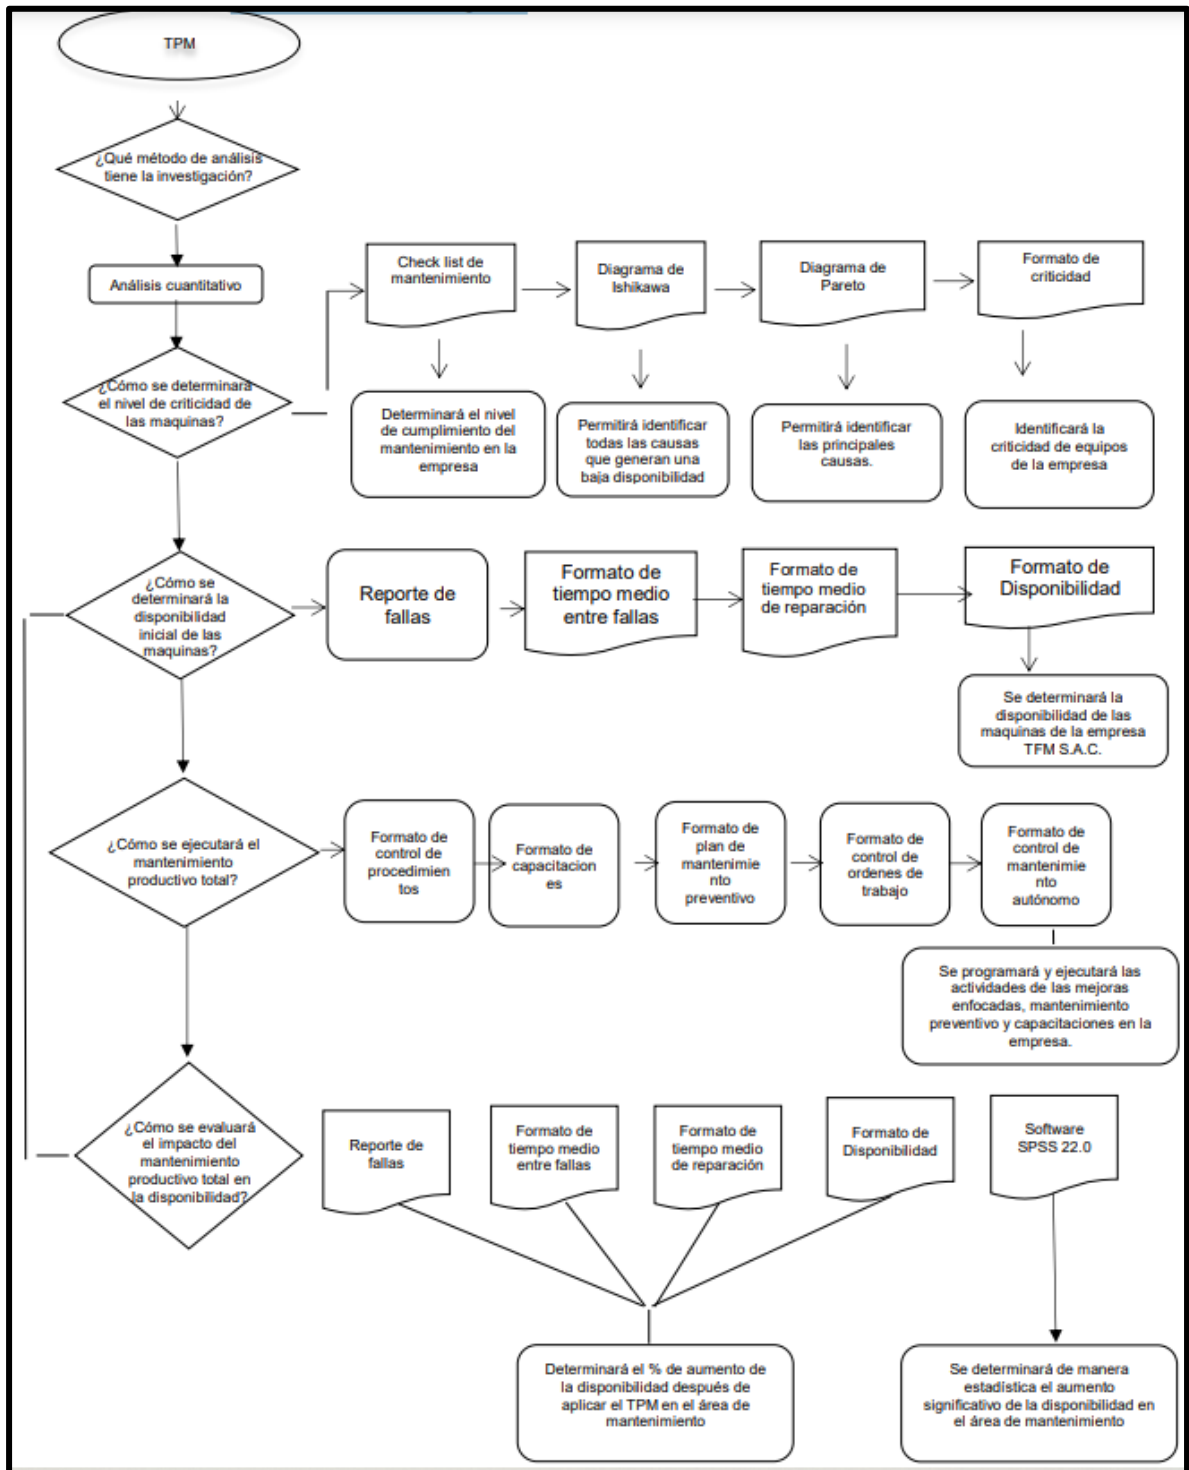 TPM
¿Qué método de análisis
tiene la investigación?
Análisis cuantitativo
¿Cómo se determinará
el nivel de criticidad de
las maquinas?
Check list de
mantenimiento
Diagrama de
Ishikawa
Diagrama de
Pareto
Formato de
criticidad
Determinará el nivel
de cumplimiento del
mantenimiento en la
empresa
Permitirá identificar
todas las causas
que generan una
baja disponibilidad
Permitirá identificar
las principales
causas.
Identificará la
criticidad de equipos
de la empresa
¿Cómo se
determinará la
disponibilidad
inicial de las
maquinas?
Reporte de
fallas
Formato de
tiempo medio
entre fallas
Formato de
tiempo medio
de reparación
Formato de
Disponibilidad
Se determinará la
disponibilidad de las
maquinas de la empresa
TFM S.A.C.
¿Cómo se ejecutará el
mantenimiento
productivo total?
Formato de
control de
procedimien
tos
Formato de
capacitacion
es
Formato de
plan de
mantenimie
nto
preventivo
Formato de
control de
ordenes de
trabajo
Formato de
control de
mantenimie
nto
autónomo
Se programará y ejecutará las
actividades de las mejoras
enfocadas, mantenimiento
preventivo y capacitaciones en la
empresa.
¿Cómo se evaluará
el impacto del
mantenimiento
productivo total en
la disponibilidad?
Reporte de
fallas
Formato de
tiempo medio
entre fallas
Formato de
tiempo medio
de reparación
Formato de
Disponibilidad
Software
SPSS 22.0
Determinará el % de aumento de
la disponibilidad después de
aplicar el TPM en el área de
mantenimiento
Se determinará de manera
estadística el aumento
significativo de la disponibilidad en
el área de mantenimiento